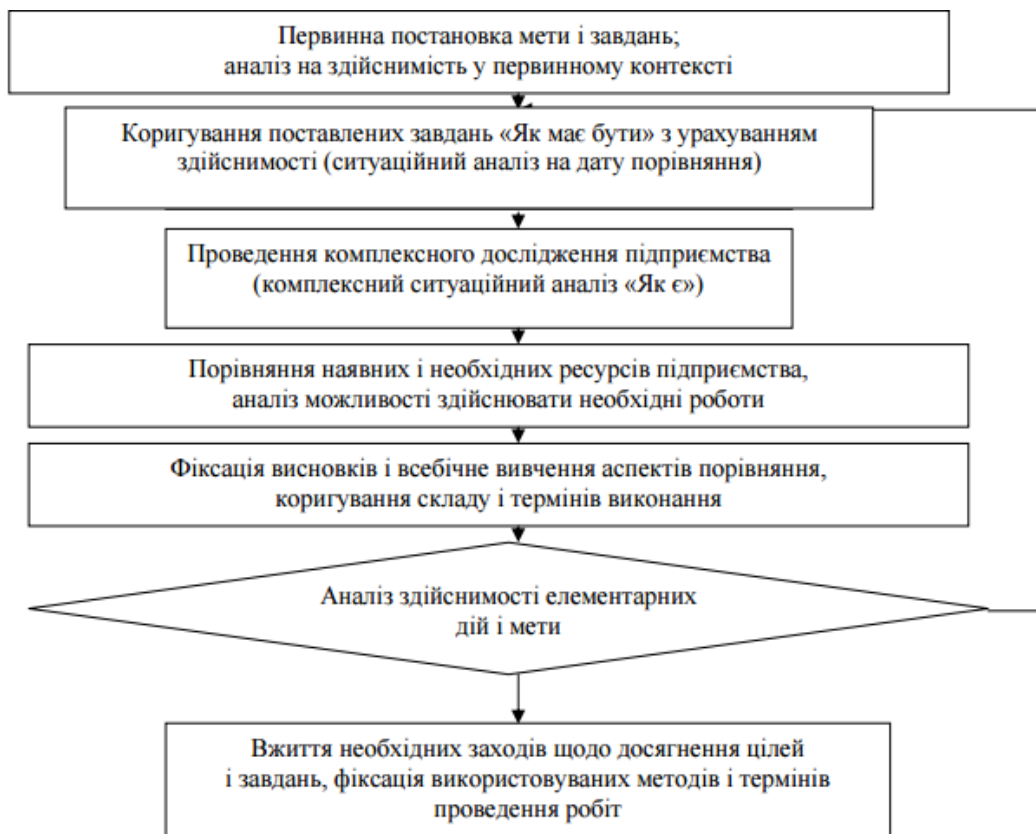 Первинна постановка мети і завдань;
аналіз на здійснимість у первинному контексті
Коригування поставлених завдань «Як має бути» з урахуванням
здійснимості (ситуаційний аналіз на дату порівняння)
Проведення комплексного дослідження підприємства
(комплексний ситуаційний аналіз «Як є»)
Порівняння наявних і необхідних ресурсів підприємства,
аналіз можливості здійснювати необхідні роботи
Фіксація висновків і всебічне вивчення аспектів порівняння,
коригування складу і термінів виконання
Аналіз здійснимості елементарних
дій і мети
Вжиття необхідних заходів щодо досягнення цілей
і завдань, фіксація використовуваних методів і термінів
проведення робіт